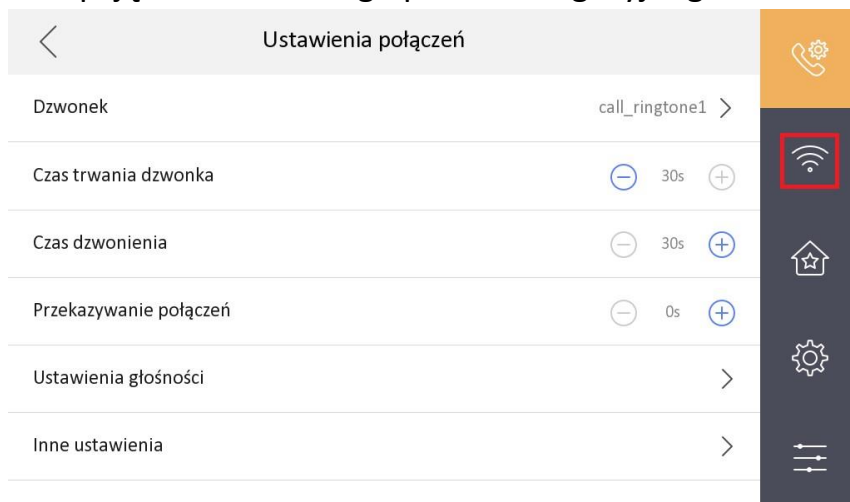 Ustawienia połączeń
Dzwonek call_ringtone1
Czas trwania dzwonka 30s
Czas dzwonienia 30s
Przekazywanie połączeń 0s
Ustawienia głośności
Inne ustawienia